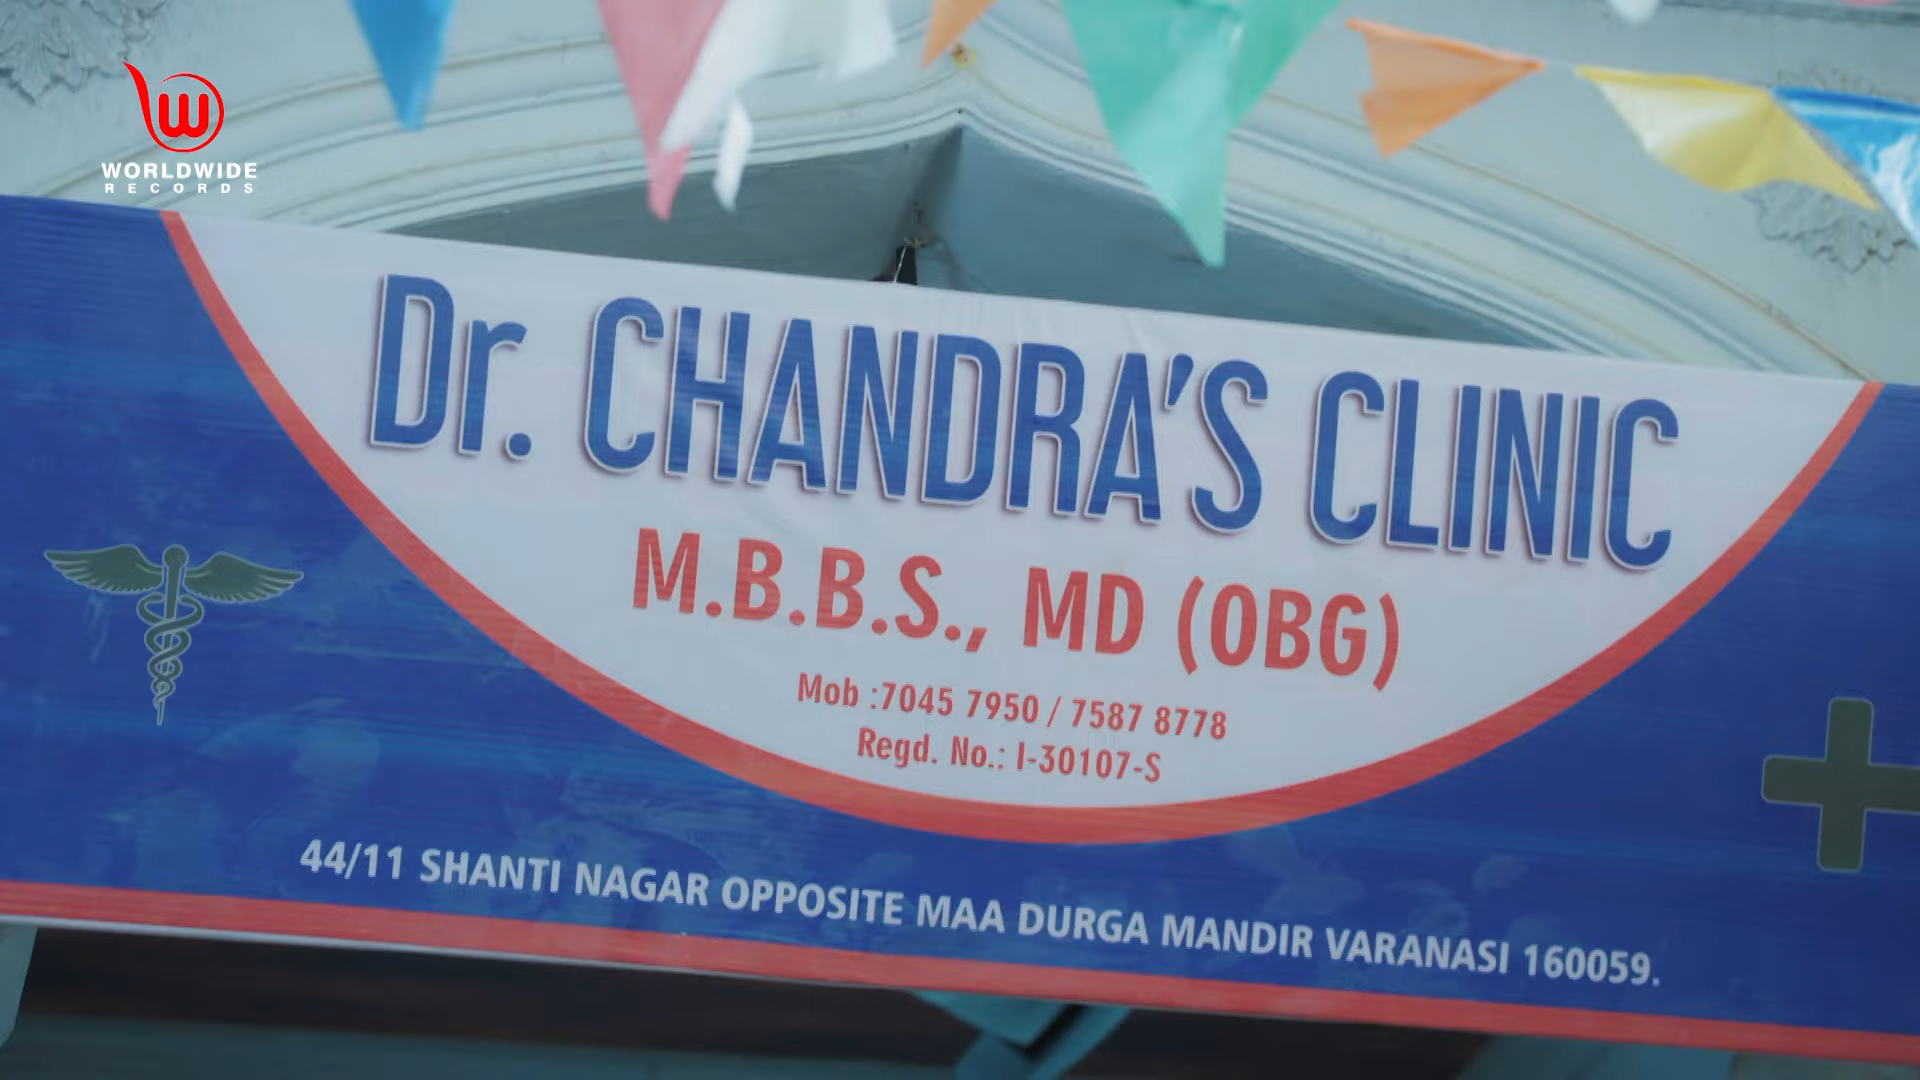 W
WORLDWIDE
RECORDS
Dr. CHANDRA'S CLINIC
M.B.B.S., MD (OBG)
Mob :7045 7950 / 7587 8778
Regd. No.: I-30107-S
44/11 SHANTI NAGAR OPPOSITE MAA DURGA MANDIR VARANASI 160059.